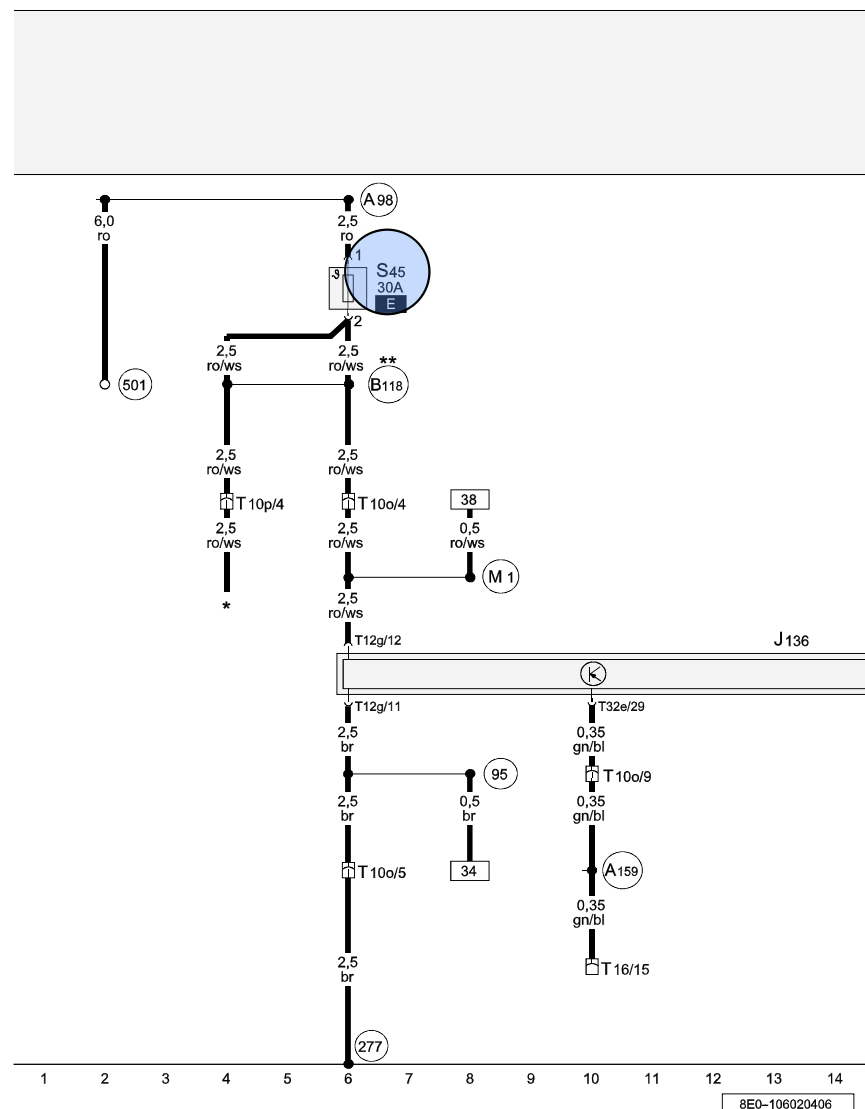 A98
6,0
ro
2,5
ro
1
S45
30A
E
2
2,5
ro/ws
2,5
ro/ws
**
501
B118
2,5
ro/ws
2,5
ro/ws
T10p/4
T10o/4
38
2,5
ro/ws
2,5
ro/ws
0,5
ro/ws
*
M 1
2,5
ro/ws
T12g/12
J136
T12g/11
T32e/29
2,5
br
0,35
gn/bl
95
T10o/9
2,5
br
0,5
br
0,35
gn/bl
T10o/5
34
A159
0,35
gn/bl
2,5
br
T16/15
277
1 2 3 4 5 6 7 8 9 10 11 12 13 14
8E0–106020406